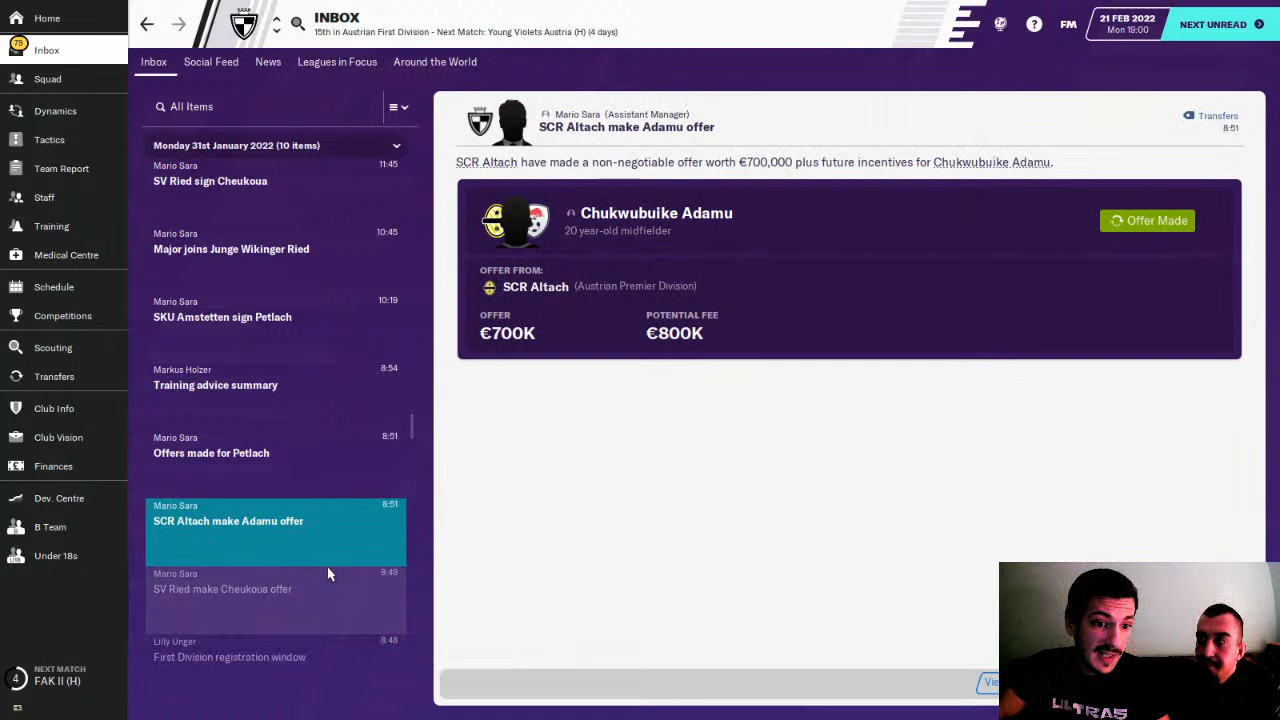 INBOX
15th in Austrian First Division - Next Match: Young Violets Austria (H) (4 days)
FM
21 FEB 2022
Mon 19:00
NEXT UNREAD
79
Home
Inbox
Squad
Dynamics
Tactics
Team Report
Staff
Training
Medical Centre
Schedule
Competitions
Scouting
Transfers
Club Info
Club Vision
Finances
Dev. Centre
B Team
Under 18s
4
NEXT MATCH
FAK II (H)
Inbox
Social Feed
News
Leagues in Focus
Around the World
All Items
Monday 31st January 2022 (10 items)
Mario Sara 11:45
SV Ried sign Cheukoua
Mario Sara 10:45
Major joins Junge Wikinger Ried
Mario Sara 10:19
SKU Amstetten sign Petlach
Markus Holzer 8:54
Training advice summary
Mario Sara 8:51
Offers made for Petlach
Mario Sara 8:51
SCR Altach make Adamu offer
Mario Sara 8:49
SV Ried make Cheukoua offer
Lilly Unger 8:48
First Division registration window
Mario Sara (Assistant Manager)
SCR Altach make Adamu offer
Transfers
8:51
SCR Altach have made a non-negotiable offer worth €700,000 plus future incentives for Chukwubuike Adamu.
Chukwubuike Adamu
20 year-old midfielder
Offer Made
OFFER FROM:
SCR Altach (Austrian Premier Division)
OFFER
€700K
POTENTIAL FEE
€800K